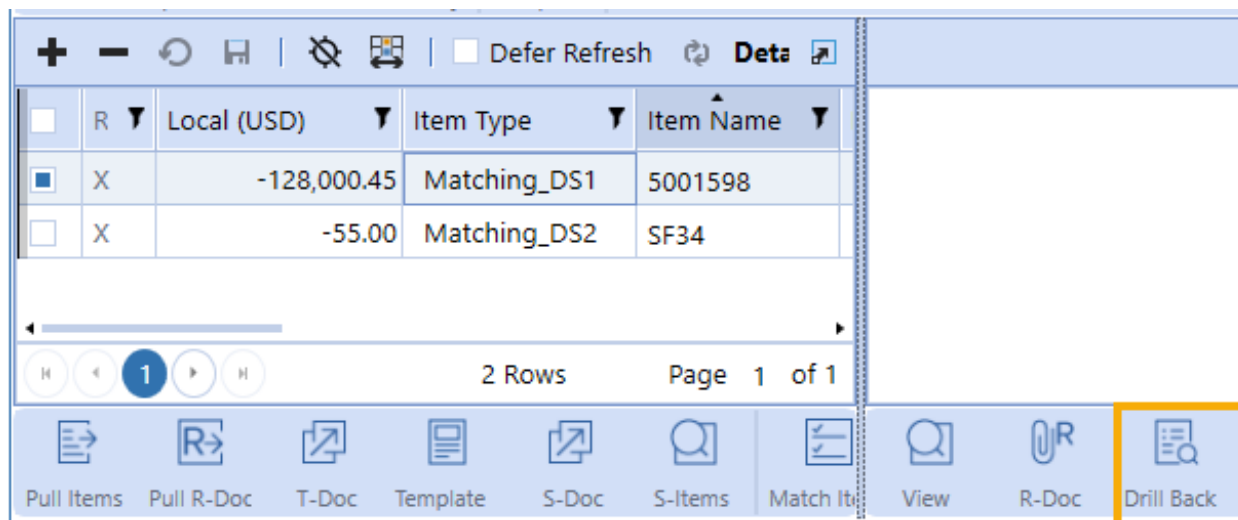 Defer Refresh Deta
R Local (USD) Item Type Item Name
X -128,000.45 Matching_DS1 5001598
X -55.00 Matching_DS2 SF34
1 2 Rows Page 1 of 1
Pull Items Pull R-Doc T-Doc Template S-Doc S-Items Match Ite View R-Doc Drill Back